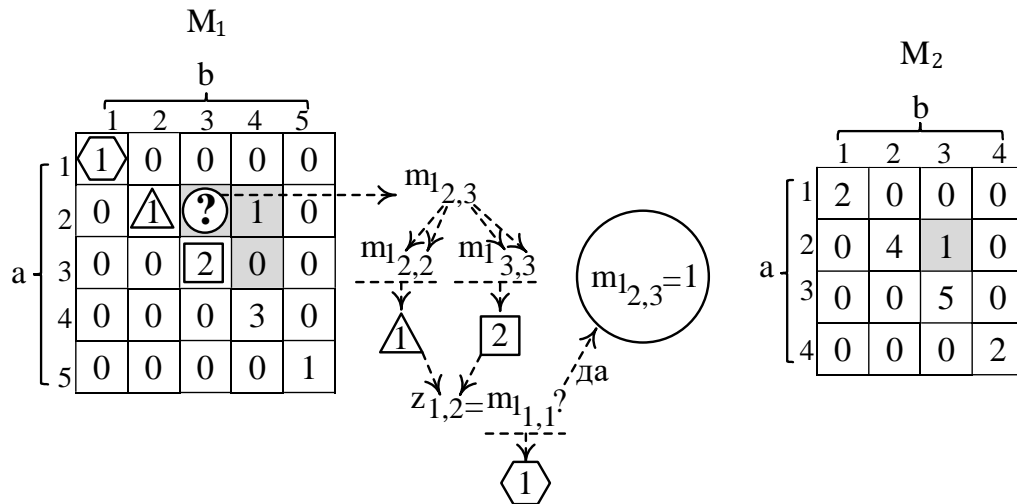 M1
b
1 2 3 4 5
a
1 1 0 0 0 0
2 0 1 ? 1 0
3 0 0 2 0 0
4 0 0 0 3 0
5 0 0 0 0 1
m1 2,3
m1 2,2 m1 3,3
1 2
z1,2=m1 1,1?
1
да
m1 2,3=1
M2
b
1 2 3 4
a
1 2 0 0 0
2 0 4 1 0
3 0 0 5 0
4 0 0 0 2